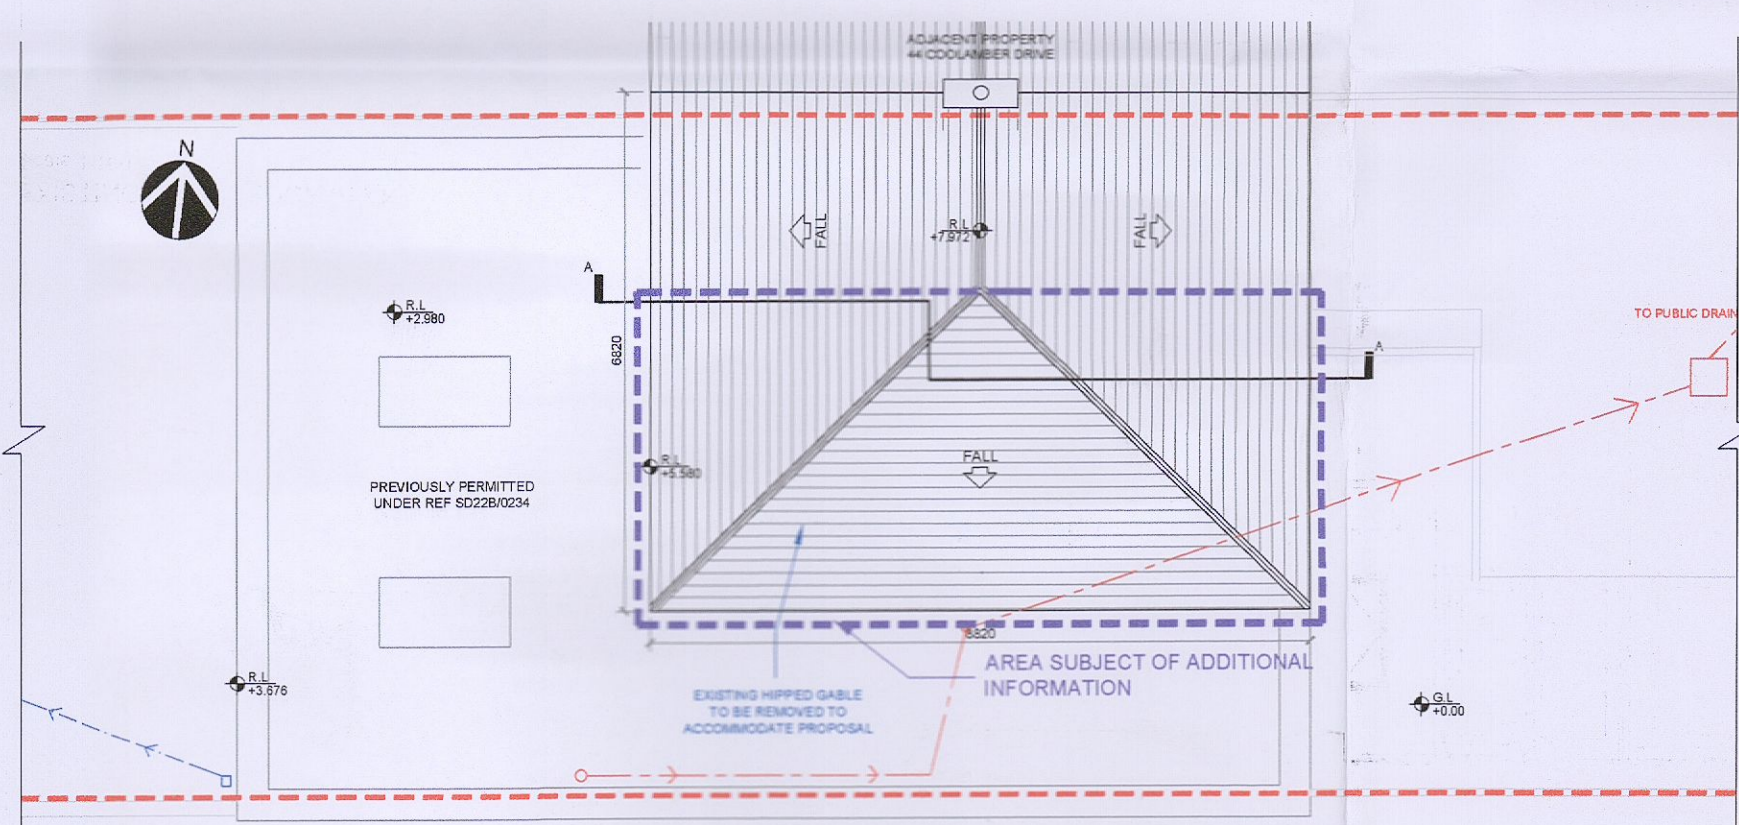 ADJACENT PROPERTY
44 COOLAMBER DRIVE
N
FALL
R.L
+7.972
FALL
A
R.L
+2.980
TO PUBLIC DRAIN
6820
A
FALL
R.L
+5.580
PREVIOUSLY PERMITTED
UNDER REF SD22B/0234
6820
AREA SUBJECT OF ADDITIONAL
INFORMATION
R.L
+3.676
EXISTING HIPPED GABLE
TO BE REMOVED TO
ACCOMMODATE PROPOSAL
G.L
+0.00